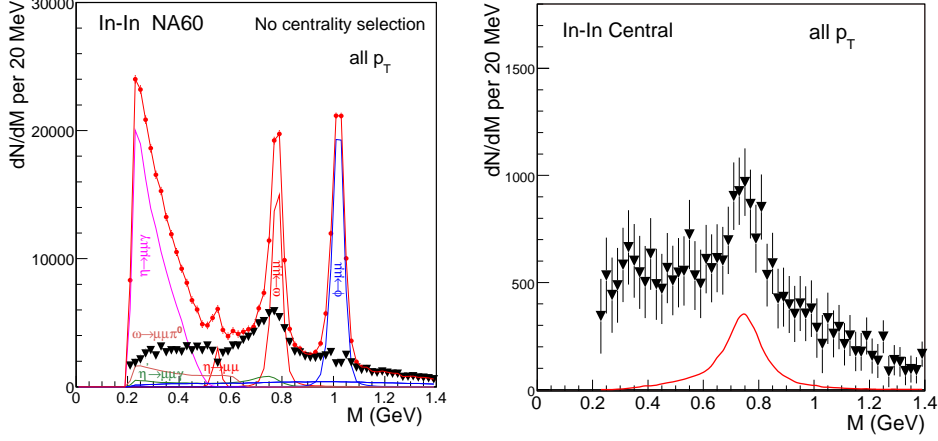 In-In NA60
No centrality selection
all p_T
dN/dM per 20 MeV
30000
20000
10000
0
η→μμγ
ω→μμ
φ→μμ
ω→μμπ⁰
η→μμ
η'→μμγ
0 0.2 0.4 0.6 0.8 1 1.2 1.4
M (GeV)
In-In Central
all p_T
dN/dM per 20 MeV
1500
1000
500
0
0 0.2 0.4 0.6 0.8 1 1.2 1.4
M (GeV)